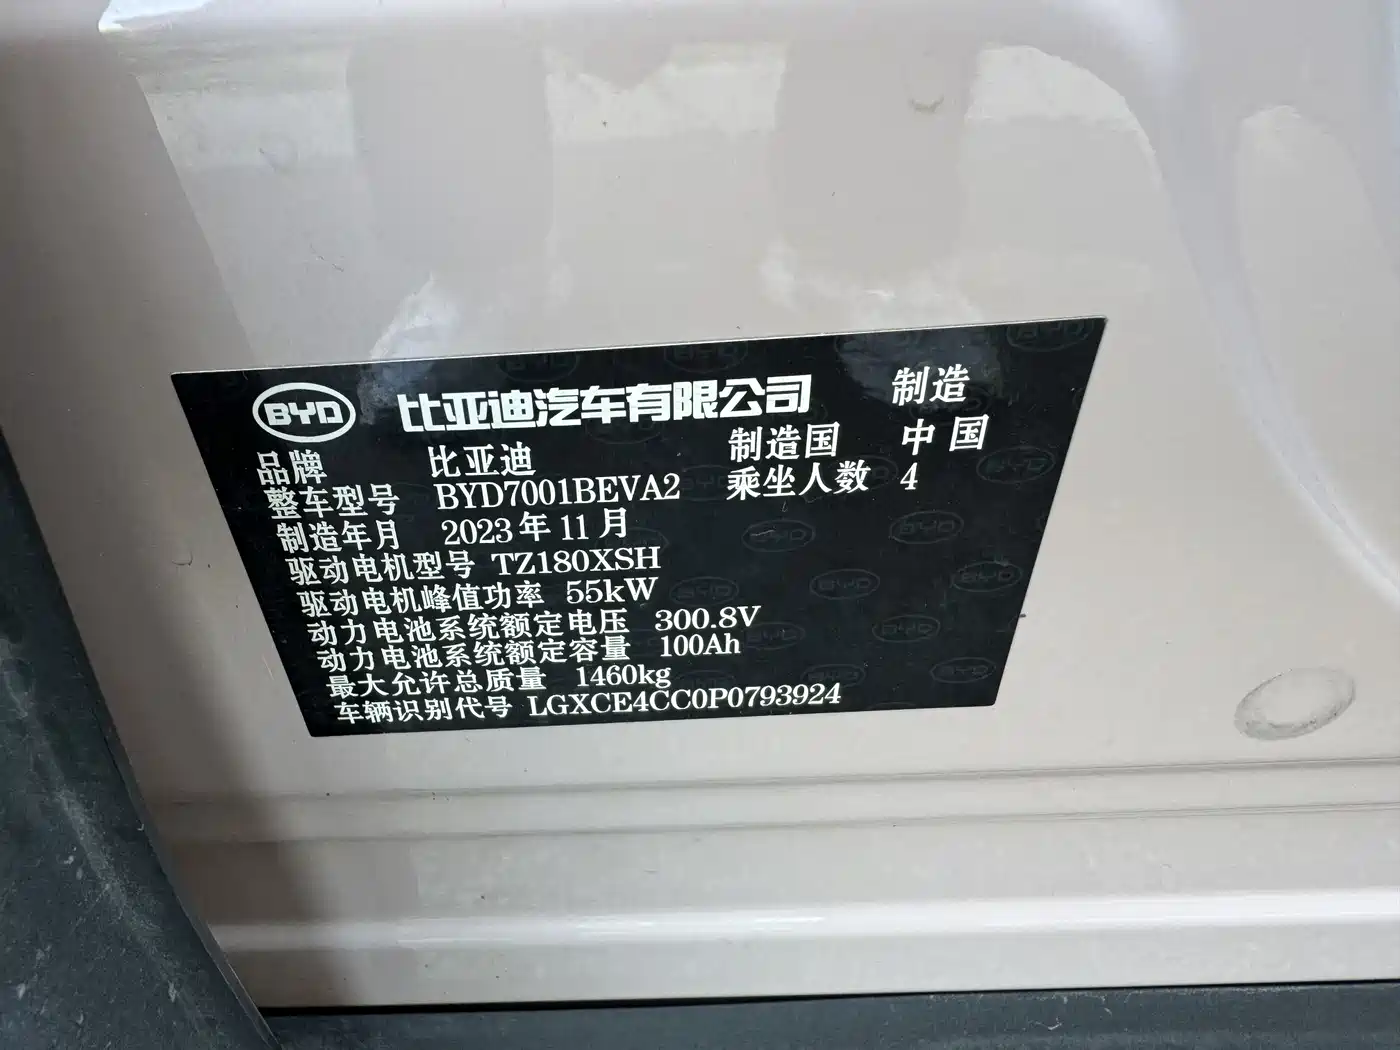 BYD 比亚迪汽车有限公司 制造
品牌 比亚迪 制造国 中国
整车型号 BYD7001BEVA2 乘坐人数 4
制造年月 2023年11月
驱动电机型号 TZ180XSH
驱动电机峰值功率 55kW
动力电池系统额定电压 300.8V
动力电池系统额定容量 100Ah
最大允许总质量 1460kg
车辆识别代号 LGXCE4CC0P0793924